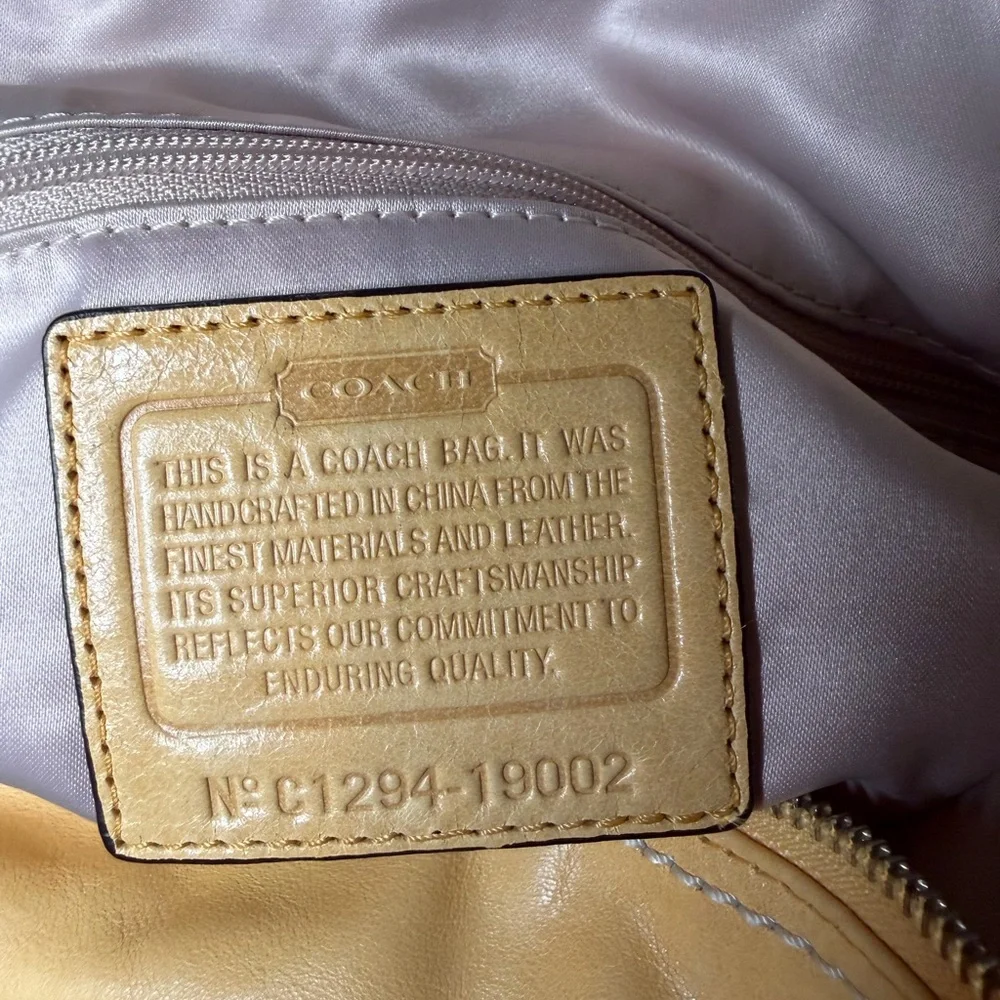 COACH
THIS IS A COACH BAG. IT WAS
HANDCRAFTED IN CHINA FROM THE
FINEST MATERIALS AND LEATHER.
ITS SUPERIOR CRAFTSMANSHIP
REFLECTS OUR COMMITMENT TO
ENDURING QUALITY.
Nº C1294-19002